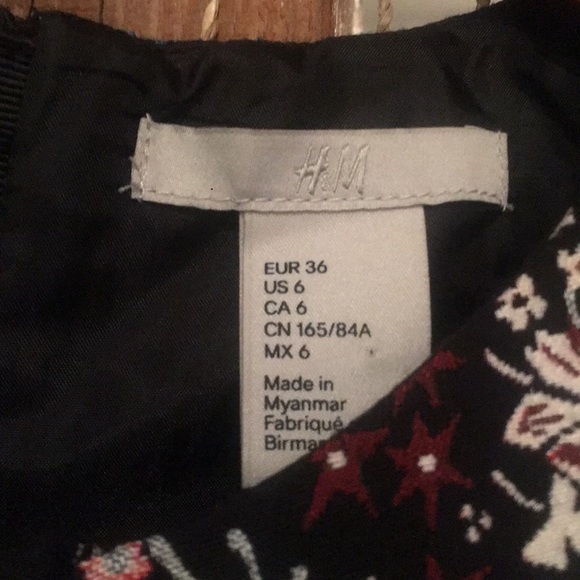 H&M
EUR 36
US 6
CA 6
CN 165/84A
MX 6
Made in
Myanmar
Fabriqué